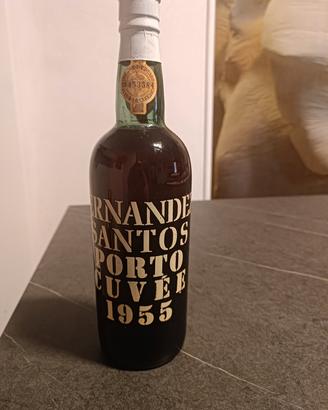 RNANDE
SANTOS
PORTO
CUVÉE
1955